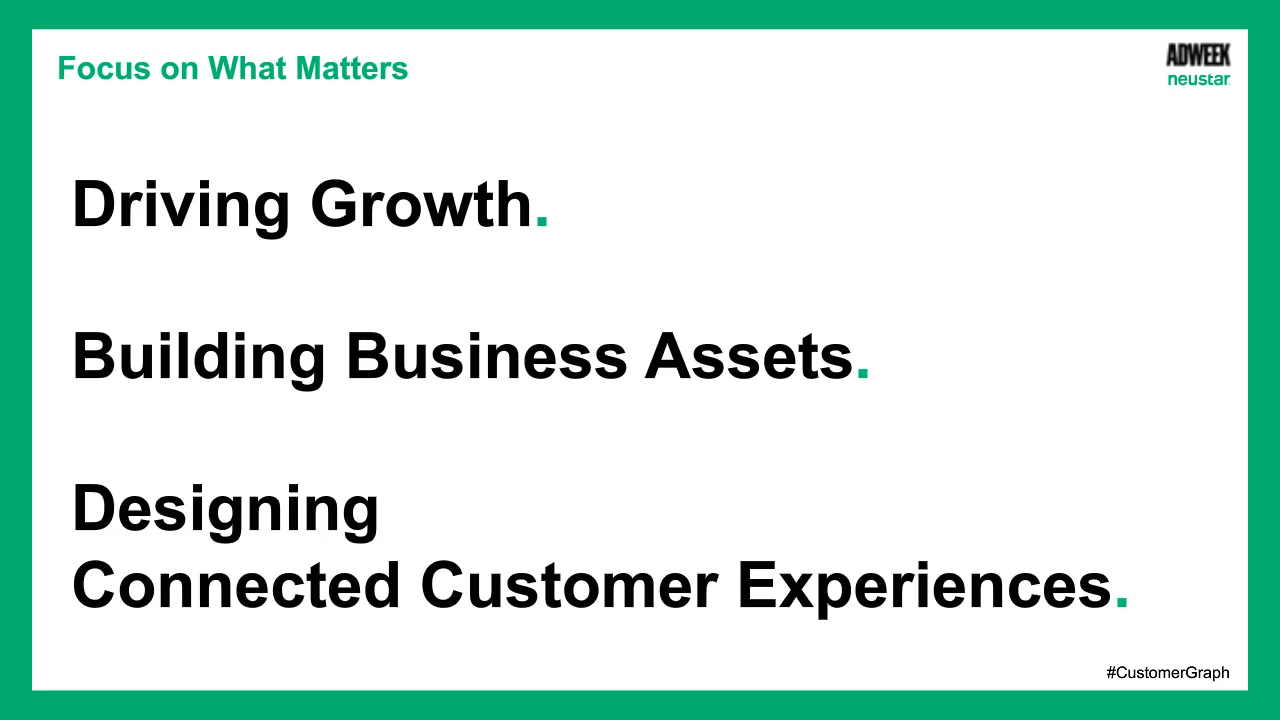 Focus on What Matters
ADWEEK
neustar
Driving Growth.
Building Business Assets.
Designing
Connected Customer Experiences.
#CustomerGraph